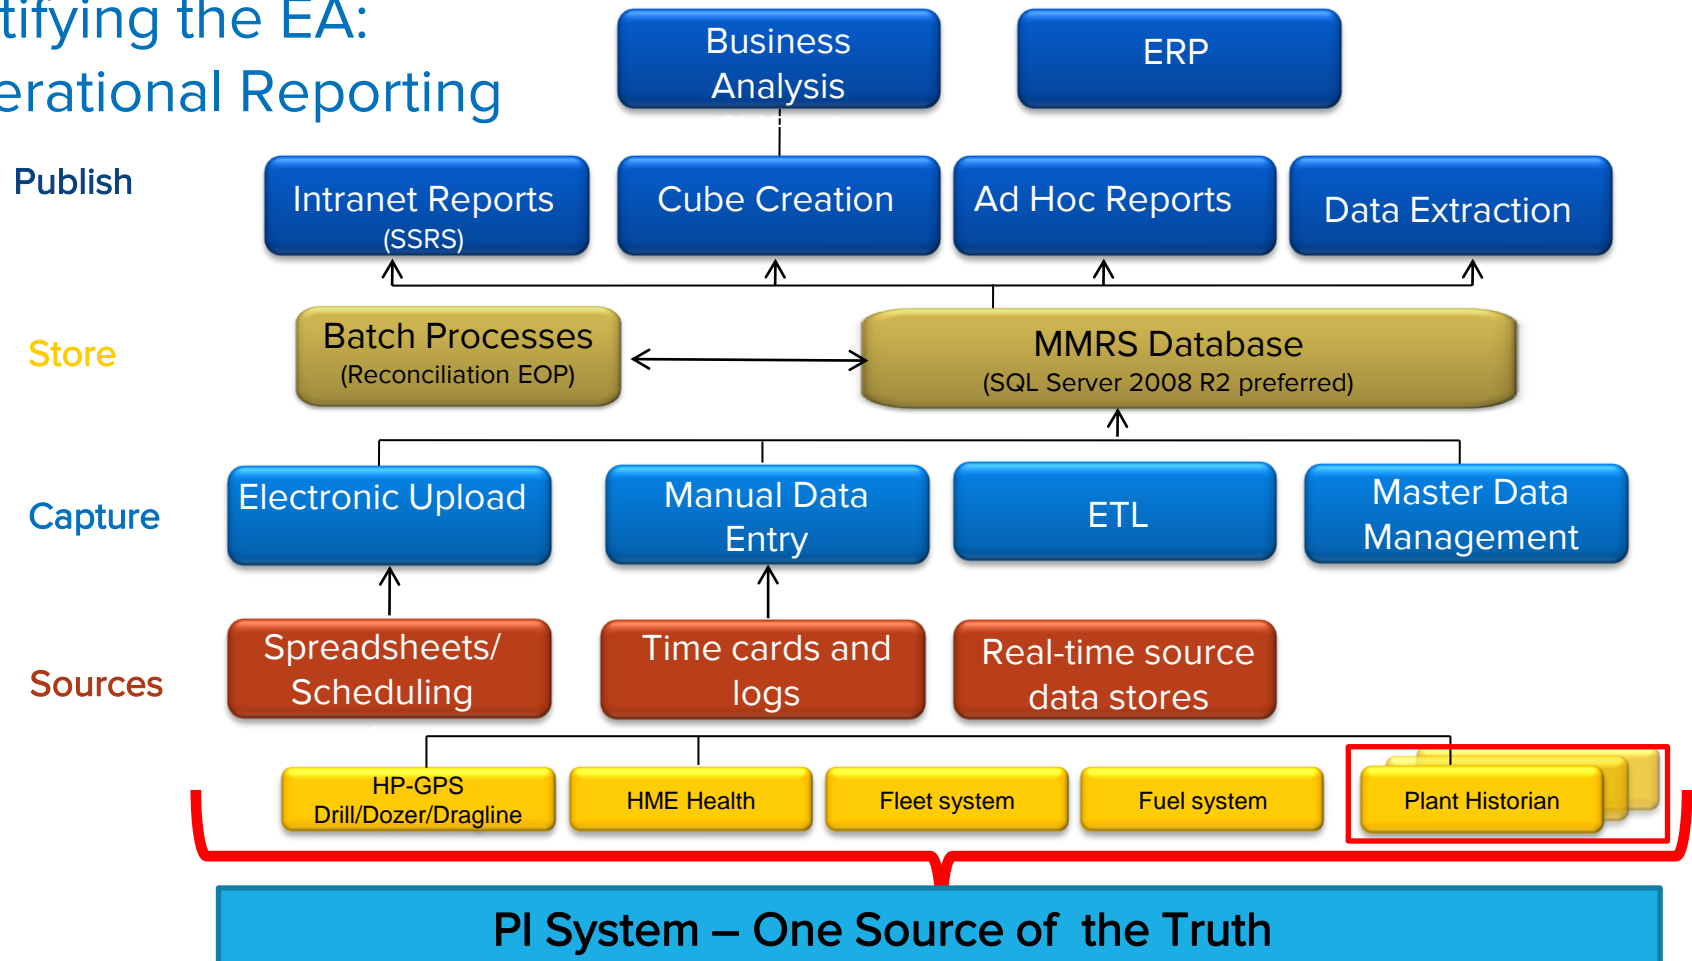 tifying the EA:
erational Reporting
Business
Analysis
ERP
Publish
Intranet Reports
(SSRS)
Cube Creation
Ad Hoc Reports
Data Extraction
Store
Batch Processes
(Reconciliation EOP)
MMRS Database
(SQL Server 2008 R2 preferred)
Capture
Electronic Upload
Manual Data
Entry
ETL
Master Data
Management
Sources
Spreadsheets/
Scheduling
Time cards and
logs
Real-time source
data stores
HP-GPS
Drill/Dozer/Dragline
HME Health
Fleet system
Fuel system
Plant Historian
PI System – One Source of the Truth